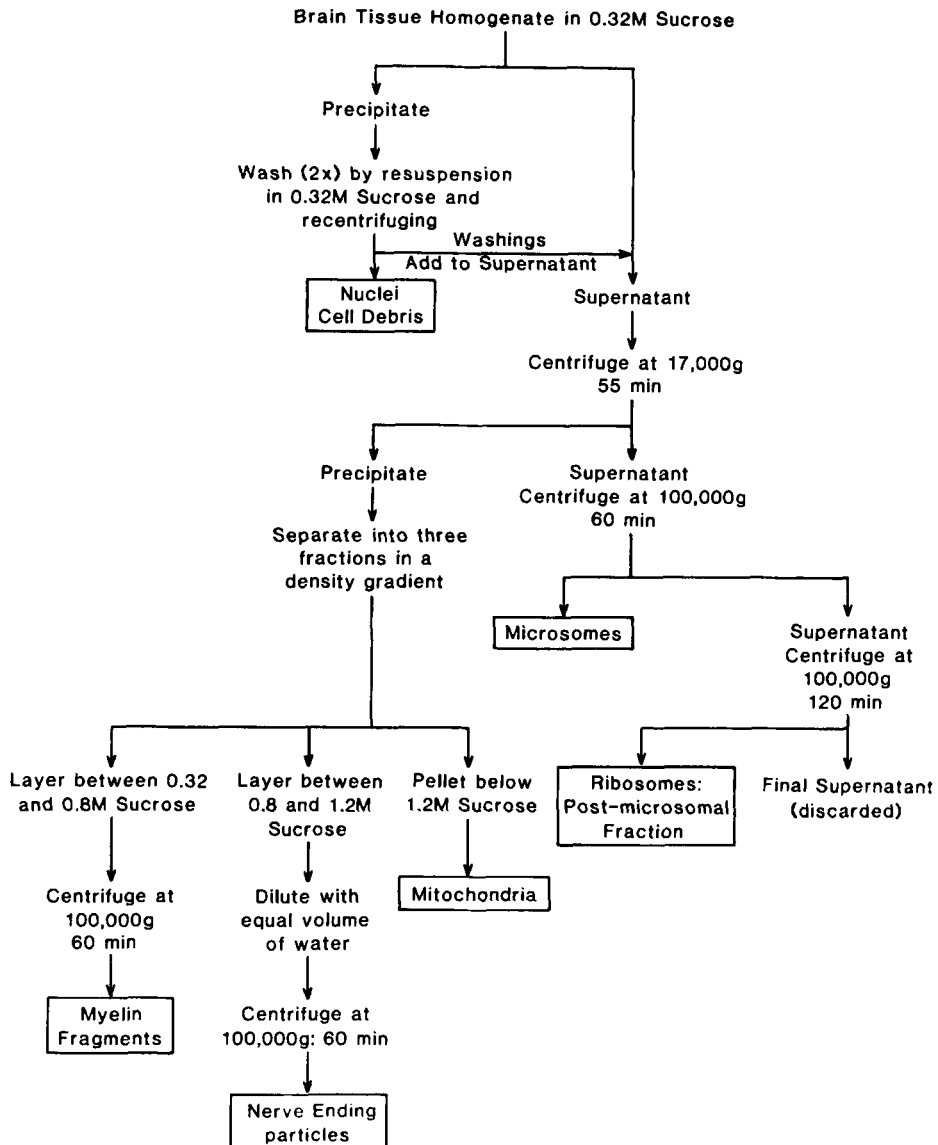 Brain Tissue Homogenate in 0.32M Sucrose
Precipitate
Wash (2x) by resuspension
in 0.32M Sucrose and
recentrifuging
Washings
Add to Supernatant
Nuclei
Cell Debris
Supernatant
Centrifuge at 17,000g
55 min
Precipitate
Separate into three
fractions in a
density gradient
Supernatant
Centrifuge at 100,000g
60 min
Microsomes
Supernatant
Centrifuge at
100,000g
120 min
Layer between 0.32
and 0.8M Sucrose
Layer between
0.8 and 1.2M
Sucrose
Pellet below
1.2M Sucrose
Ribosomes:
Post-microsomal
Fraction
Final Supernatant
(discarded)
Centrifuge at
100,000g
60 min
Dilute with
equal volume
of water
Mitochondria
Myelin
Fragments
Centrifuge at
100,000g: 60 min
Nerve Ending
particles